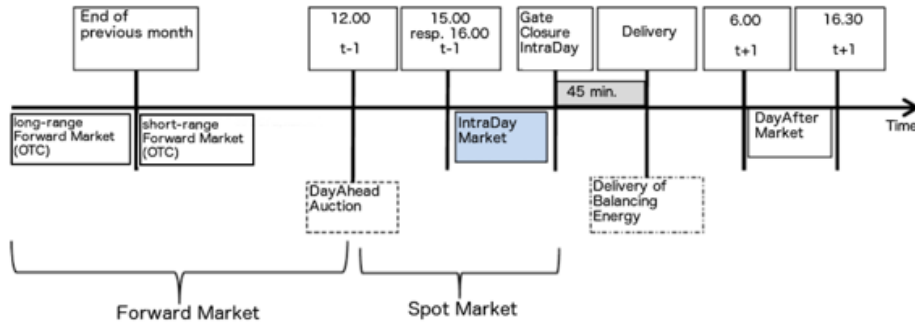 End of
previous month
12.00
t-1
15.00
resp. 16.00
t-1
Gate
Closure
IntraDay
Delivery
6.00
t+1
16.30
t+1
45 min.
Time
long-range
Forward Market
(OTC)
short-range
Forward Market
(OTC)
IntraDay
Market
DayAfter
Market
DayAhead
Auction
Delivery of
Balancing
Energy
Forward Market
Spot Market